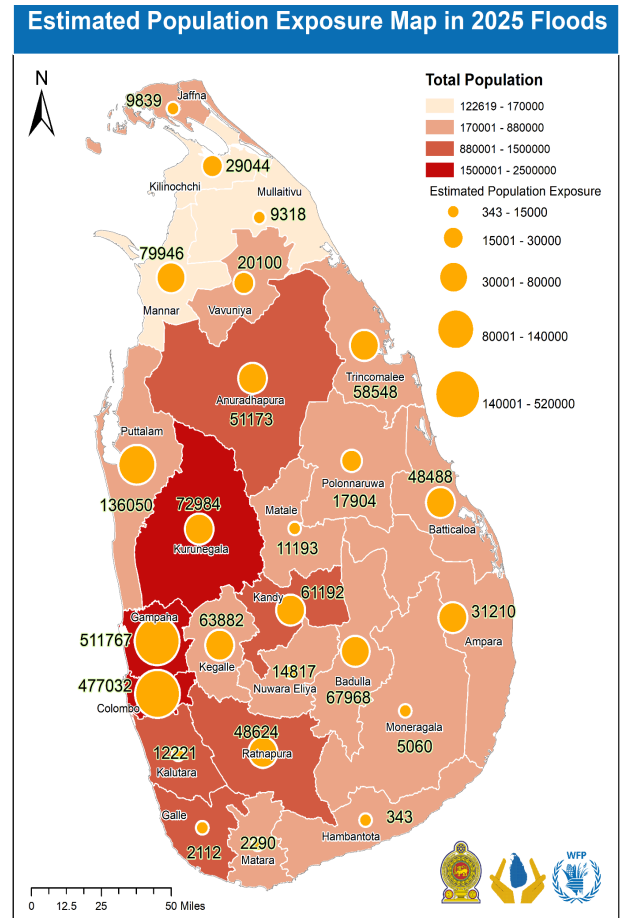 Estimated Population Exposure Map in 2025 Floods
N
Total Population
122619 - 170000
170001 - 880000
880001 - 1500000
1500001 - 2500000
Estimated Population Exposure
343 - 15000
15001 - 30000
30001 - 80000
80001 - 140000
140001 - 520000
9839
Jaffna
29044
Kilinochchi
Mullaitivu
9318
79946
Mannar
20100
Vavuniya
Trincomalee
58548
Anuradhapura
51173
Puttalam
136050
72984
Kurunegala
Polonnaruwa
17904
48488
Batticaloa
Matale
11193
Kandy
61192
Gampaha
511767
63882
Kegalle
31210
Ampara
477032
Colombo
14817
Nuwara Eliya
Badulla
67968
48624
Ratnapura
Moneragala
5060
12221
Kalutara
Galle
2112
2290
Matara
343
Hambantota
WFP
0 12.5 25 50 Miles